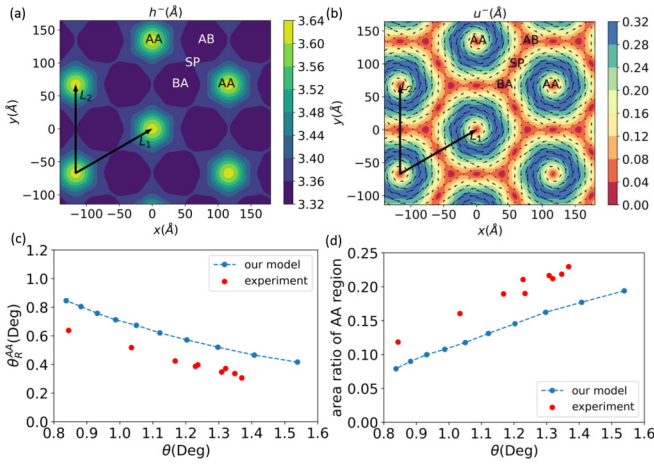 (a)
h⁻(Å)
AA
AB
SP
BA
AA
L₂
L₁
y(Å)
150
100
50
0
−50
−100
−100
−50
0
50
100
150
x(Å)
3.64
3.60
3.56
3.52
3.48
3.44
3.40
3.36
3.32
(b)
u⁻(Å)
AA
AB
SP
BA
AA
L₂
L₁
y(Å)
150
100
50
0
−50
−100
−100
−50
0
50
100
150
x(Å)
0.32
0.28
0.24
0.20
0.16
0.12
0.08
0.04
0.00
(c)
θ_R^AA(Deg)
1.2
1.0
0.8
0.6
0.4
0.2
0.0
our model
experiment
0.8
0.9
1.0
1.1
1.2
1.3
1.4
1.5
1.6
θ(Deg)
(d)
area ratio of AA region
0.25
0.20
0.15
0.10
0.05
0.00
our model
experiment
0.8
0.9
1.0
1.1
1.2
1.3
1.4
1.5
1.6
θ(Deg)